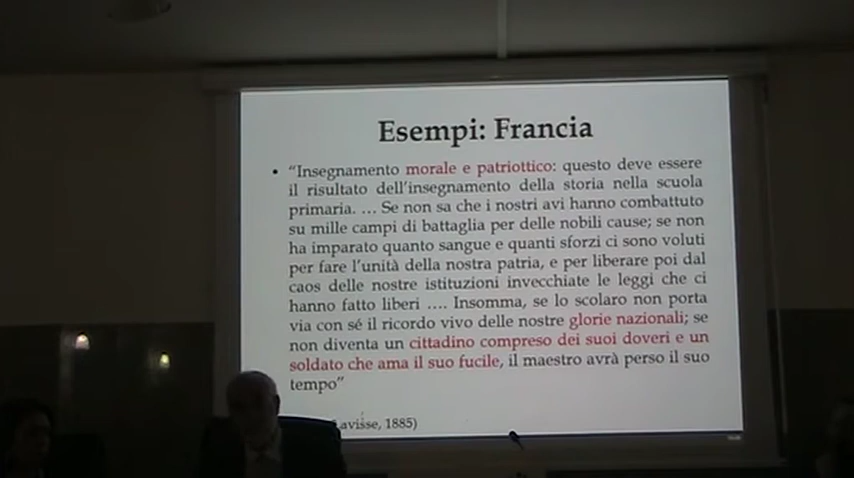 Esempi: Francia
• “Insegnamento morale e patriottico: questo deve essere
il risultato dell’insegnamento della storia nella scuola
primaria. … Se non sa che i nostri avi hanno combattuto
su mille campi di battaglia per delle nobili cause; se non
ha imparato quanto sangue e quanti sforzi ci sono voluti
per fare l’unità della nostra patria, e per liberare poi dal
caos delle nostre istituzioni invecchiate le leggi che ci
hanno fatto liberi …. Insomma, se lo scolaro non porta
via con sé il ricordo vivo delle nostre glorie nazionali; se
non diventa un cittadino compreso dei suoi doveri e un
soldato che ama il suo fucile, il maestro avrà perso il suo
tempo”
Lavisse, 1885)